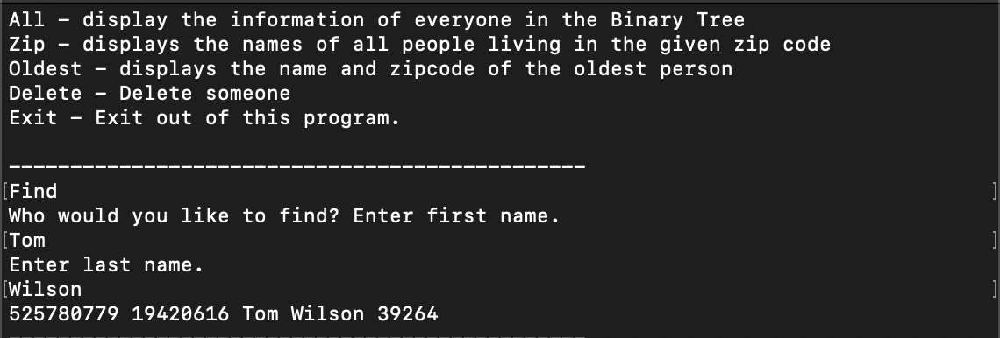 All – display the information of everyone in the Binary Tree
Zip – displays the names of all people living in the given zip code
Oldest – displays the name and zipcode of the oldest person
Delete – Delete someone
Exit – Exit out of this program.
_______________________________________________
[Find ]
Who would you like to find? Enter first name.
[Tom ]
Enter last name.
[Wilson ]
525780779 19420616 Tom Wilson 39264